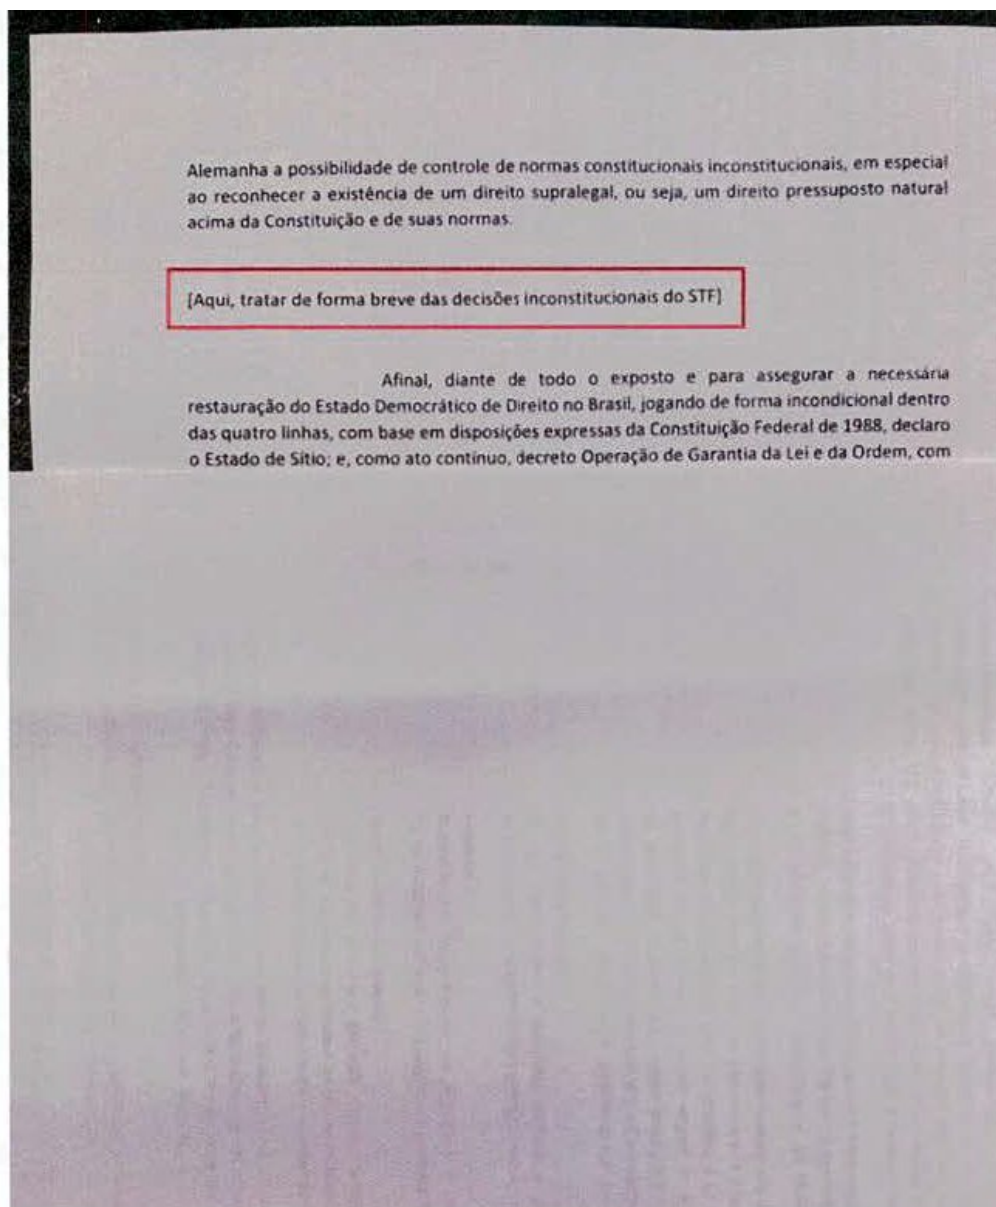 Alemanha a possibilidade de controle de normas constitucionais inconstitucionais, em especial
ao reconhecer a existência de um direito supralegal, ou seja, um direito pressuposto natural
acima da Constituição e de suas normas.
[Aqui, tratar de forma breve das decisões inconstitucionais do STF]
Afinal, diante de todo o exposto e para assegurar a necessária
restauração do Estado Democrático de Direito no Brasil, jogando de forma incondicional dentro
das quatro linhas, com base em disposições expressas da Constituição Federal de 1988, declaro
o Estado de Sítio; e, como ato contínuo, decreto Operação de Garantia da Lei e da Ordem, com